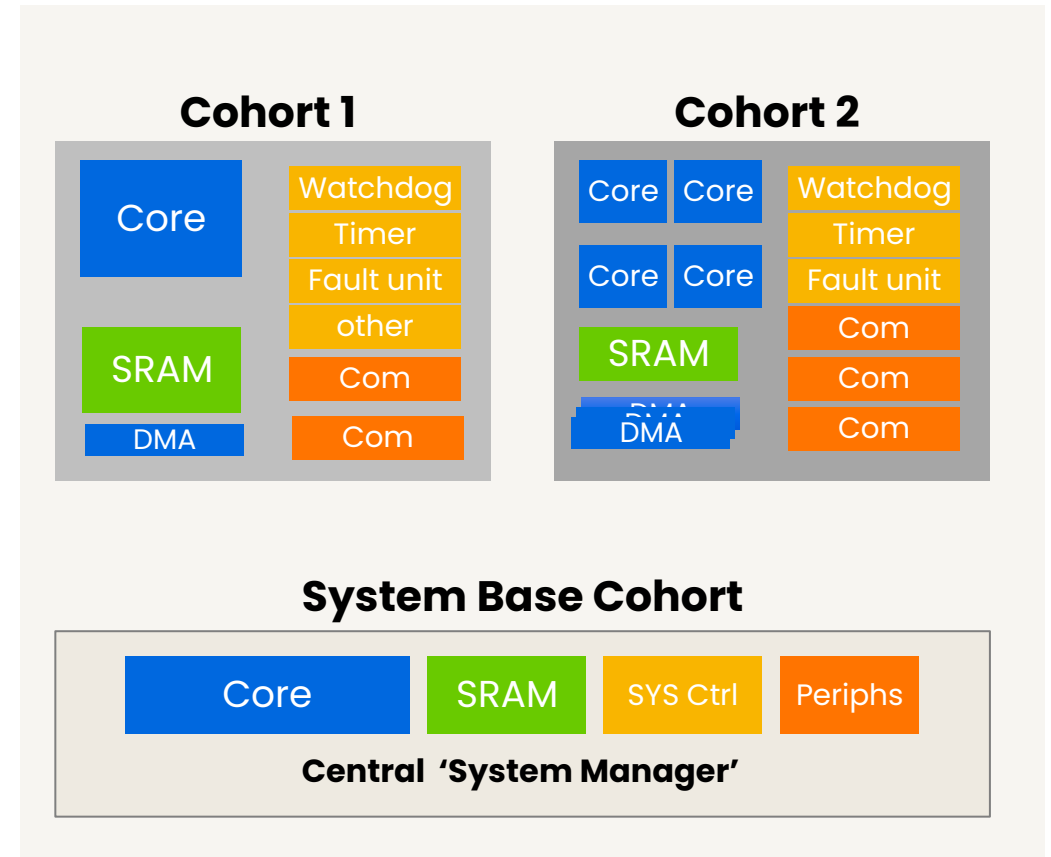 Cohort 1
Core
SRAM
DMA
Watchdog
Timer
Fault unit
other
Com
Com
Cohort 2
Core Core
Core Core
SRAM
DMA
DMA
DMA
Watchdog
Timer
Fault unit
Com
Com
Com
System Base Cohort
Core SRAM SYS Ctrl Periphs
Central ‘System Manager’